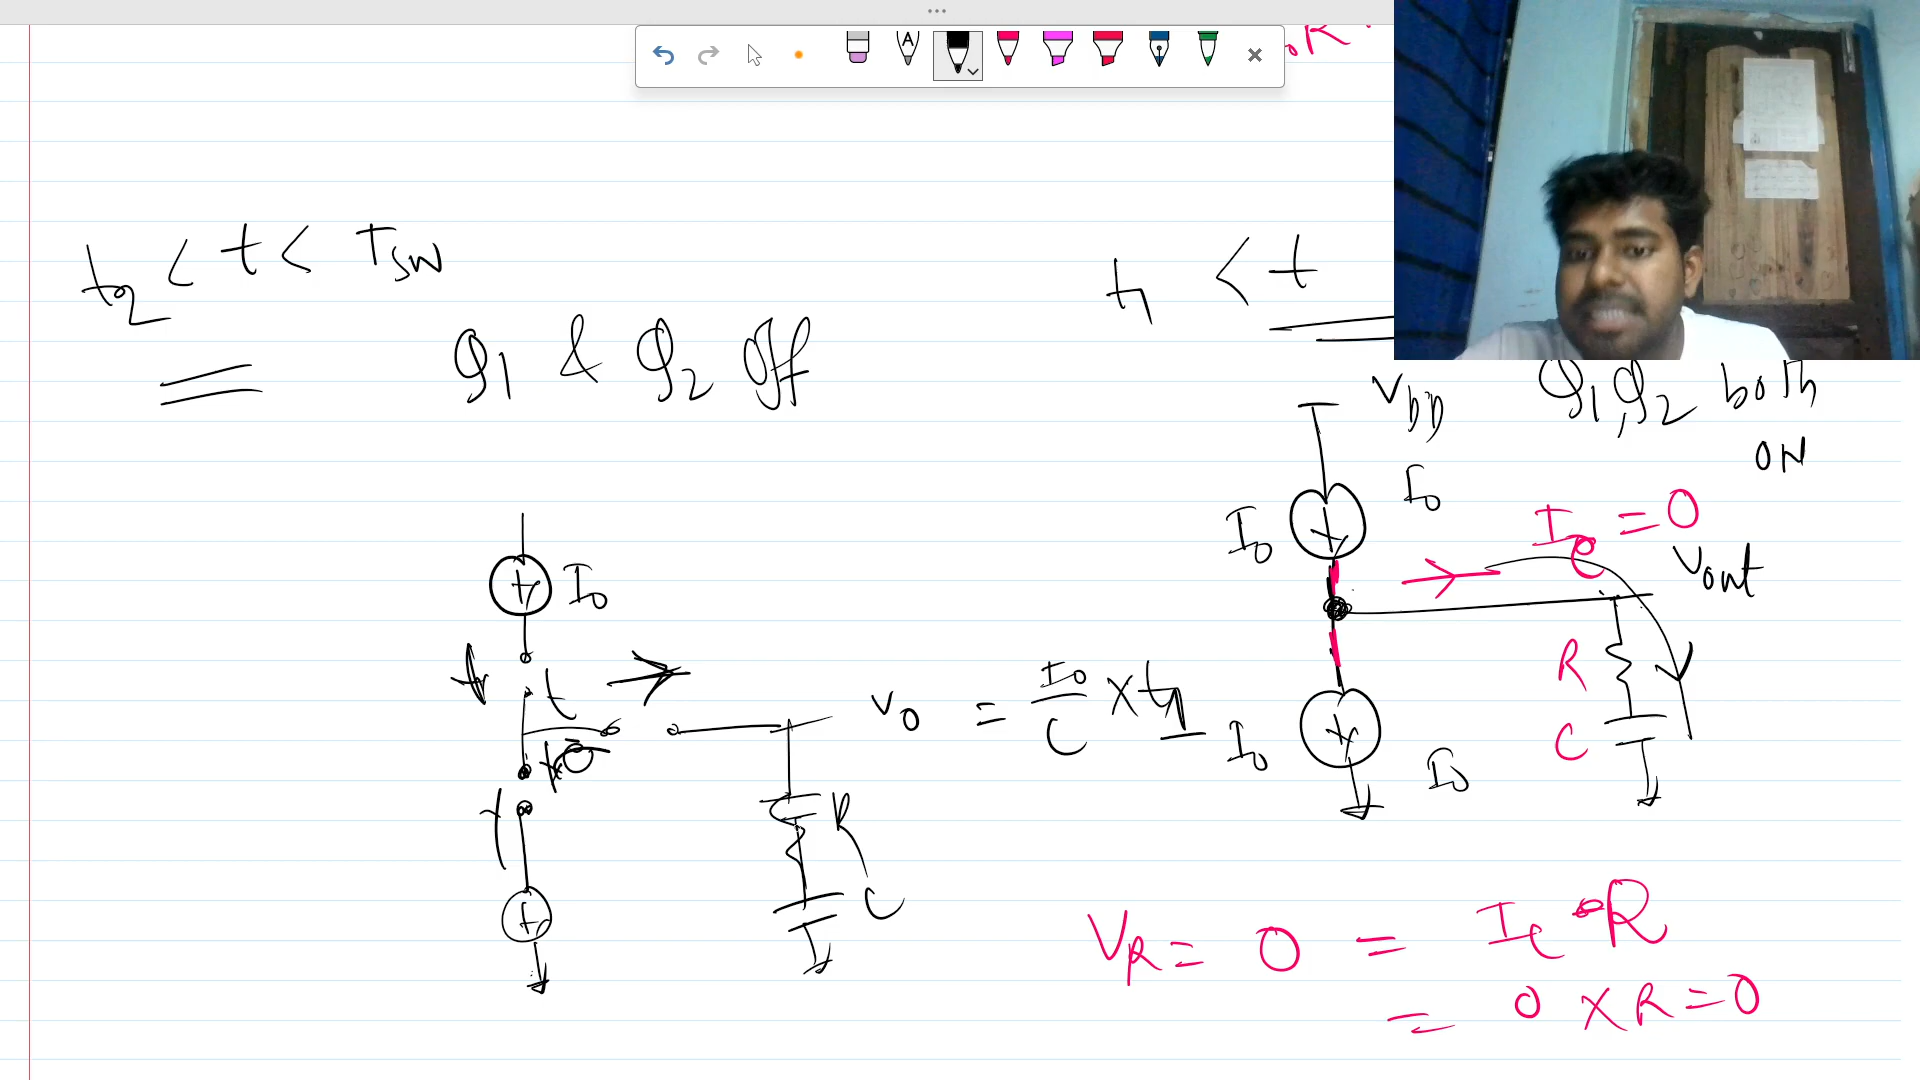 t2 < t < Tsw
Q1 & Q2 off
I0
t
V0 = I0/C × t1
R
C
t1 < t
VDD
Q1, Q2 both
ON
I0
I0
IC = 0
Vout
R
C
I0
I0
VR = 0 = IC R
= 0 × R = 0